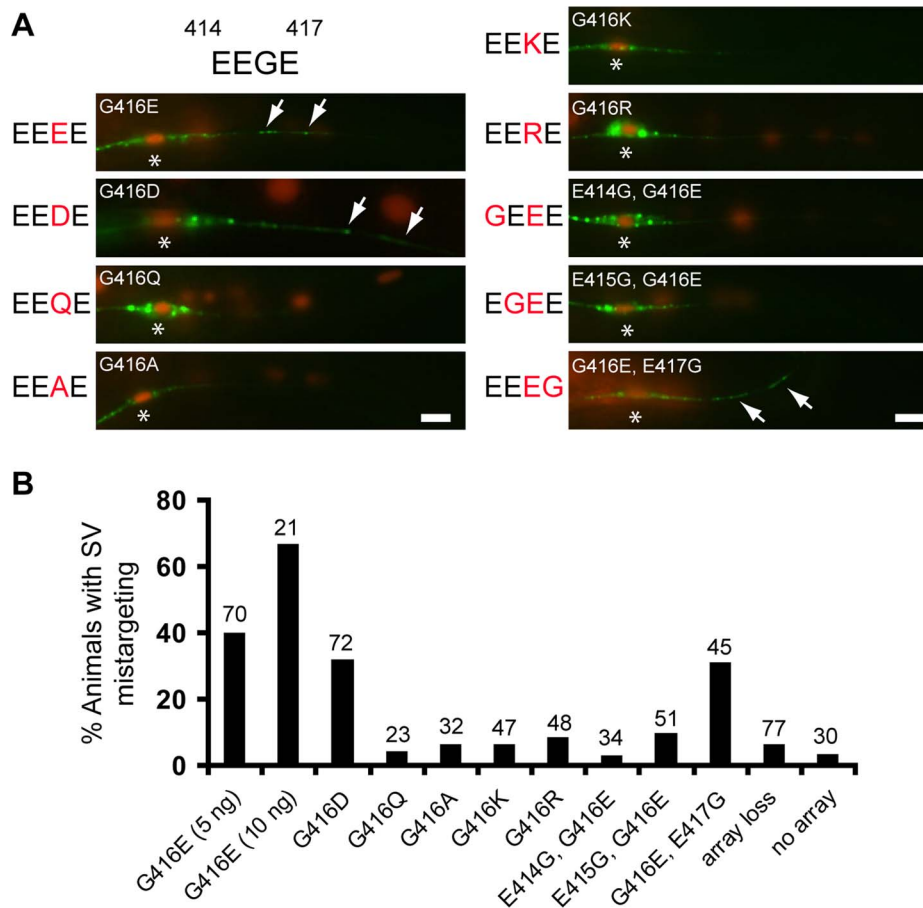 A
414 417
EEGE
EEEE
G416E
*
EEDE
G416D
*
EEQE
G416Q
*
EEAE
G416A
*
EEKE
G416K
*
EERE
G416R
*
GEEE
E414G, G416E
*
EGEE
E415G, G416E
*
EEEG
G416E, E417G
*
B
% Animals with SV
mistargeting
80
60
40
20
0
70
21
72
23
32
47
48
34
51
45
77
30
G416E (5 ng)
G416E (10 ng)
G416D
G416Q
G416A
G416K
G416R
E414G, G416E
E415G, G416E
G416E, E417G
array loss
no array